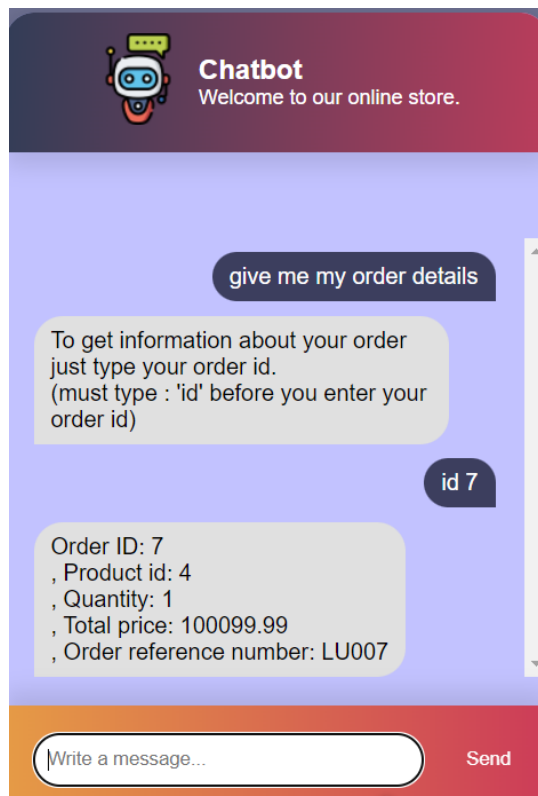 Chatbot
Welcome to our online store.
give me my order details
To get information about your order
just type your order id.
(must type : 'id' before you enter your
order id)
id 7
Order ID: 7
, Product id: 4
, Quantity: 1
, Total price: 100099.99
, Order reference number: LU007
Write a message...
Send